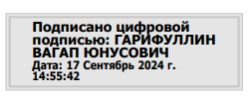 Подписано цифровой
подписью: ГАРИФУЛЛИН
ВАГАП ЮНУСОВИЧ
Дата: 17 Сентябрь 2024 г.
14:55:42